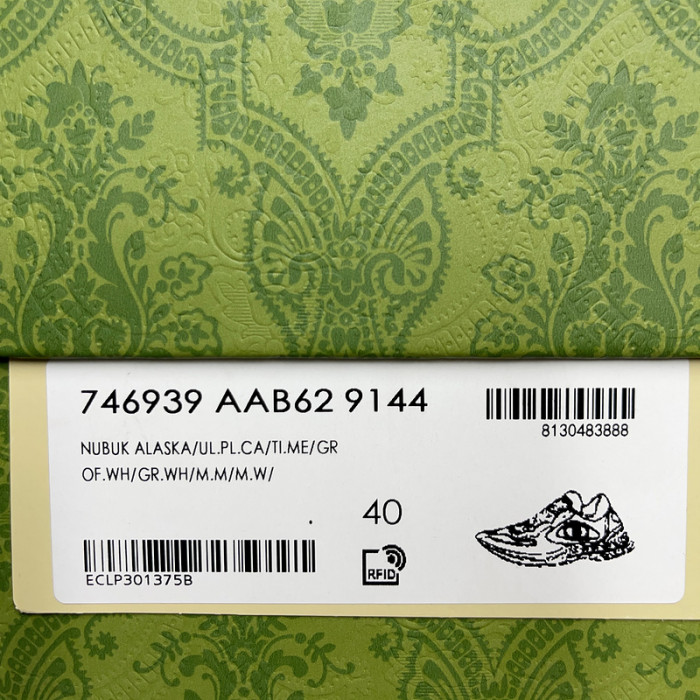 746939 AAB62 9144
8130483888
NUBUK ALASKA/UL.PL.CA/TI.ME/GR
OF.WH/GR.WH/M.M/M.W/
40
RFID
ECLP301375B